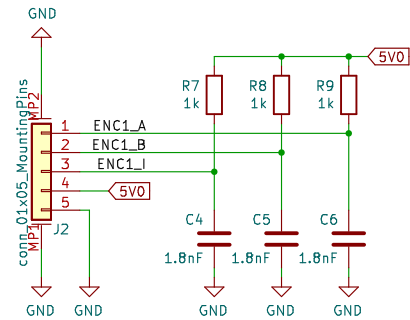 GND
5V0
R7
1k
R8
1k
R9
1k
MP2
conn_01x05_MountingPins
1
ENC1_A
2
ENC1_B
3
ENC1_I
4
5V0
5
MP1
J2
C4
1.8nF
C5
1.8nF
C6
1.8nF
GND
GND
GND
GND
GND